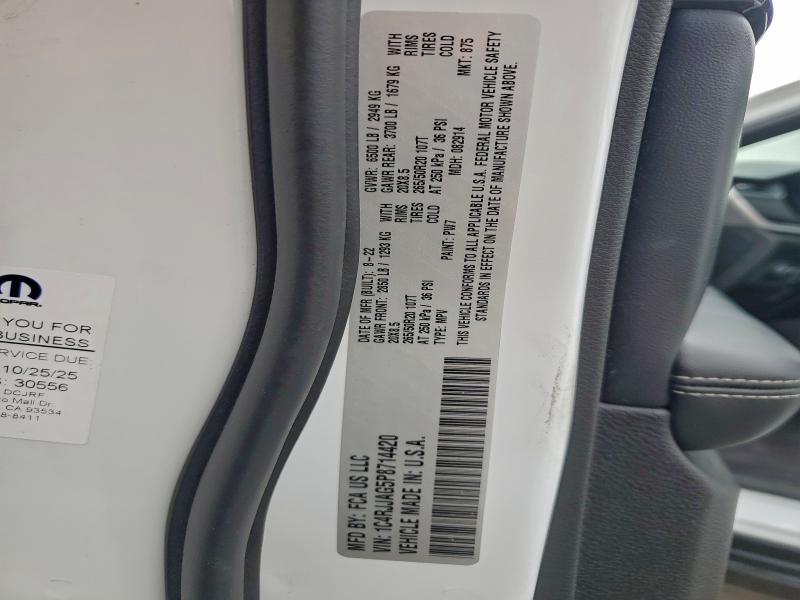 OPAR.
YOU FOR
BUSINESS
SERVICE DUE
10/25/25
: 30556
DCJRF
to Mall Dr.
, CA 93534
8-8411
MFD BY: FCA US LLC
VIN: 1C4RJJAG5P8714420
VEHICLE MADE IN: U.S.A.
DATE OF MFR (BUILT): 8-22
GVWR: 6500 LB / 2949 KG
GAWR FRONT: 2850 LB / 1293 KG WITH
20X8.5 RIMS
265/50R20 107T TIRES
AT 250 kPa / 36 PSI COLD
GAWR REAR: 3700 LB / 1679 KG WITH
20X8.5 RIMS
265/50R20 107T TIRES
AT 250 kPa / 36 PSI COLD
TYPE: MPV PAINT: PW7 MDH: 082914 MKT: 875
THIS VEHICLE CONFORMS TO ALL APPLICABLE U.S.A. FEDERAL MOTOR VEHICLE SAFETY
STANDARDS IN EFFECT ON THE DATE OF MANUFACTURE SHOWN ABOVE.